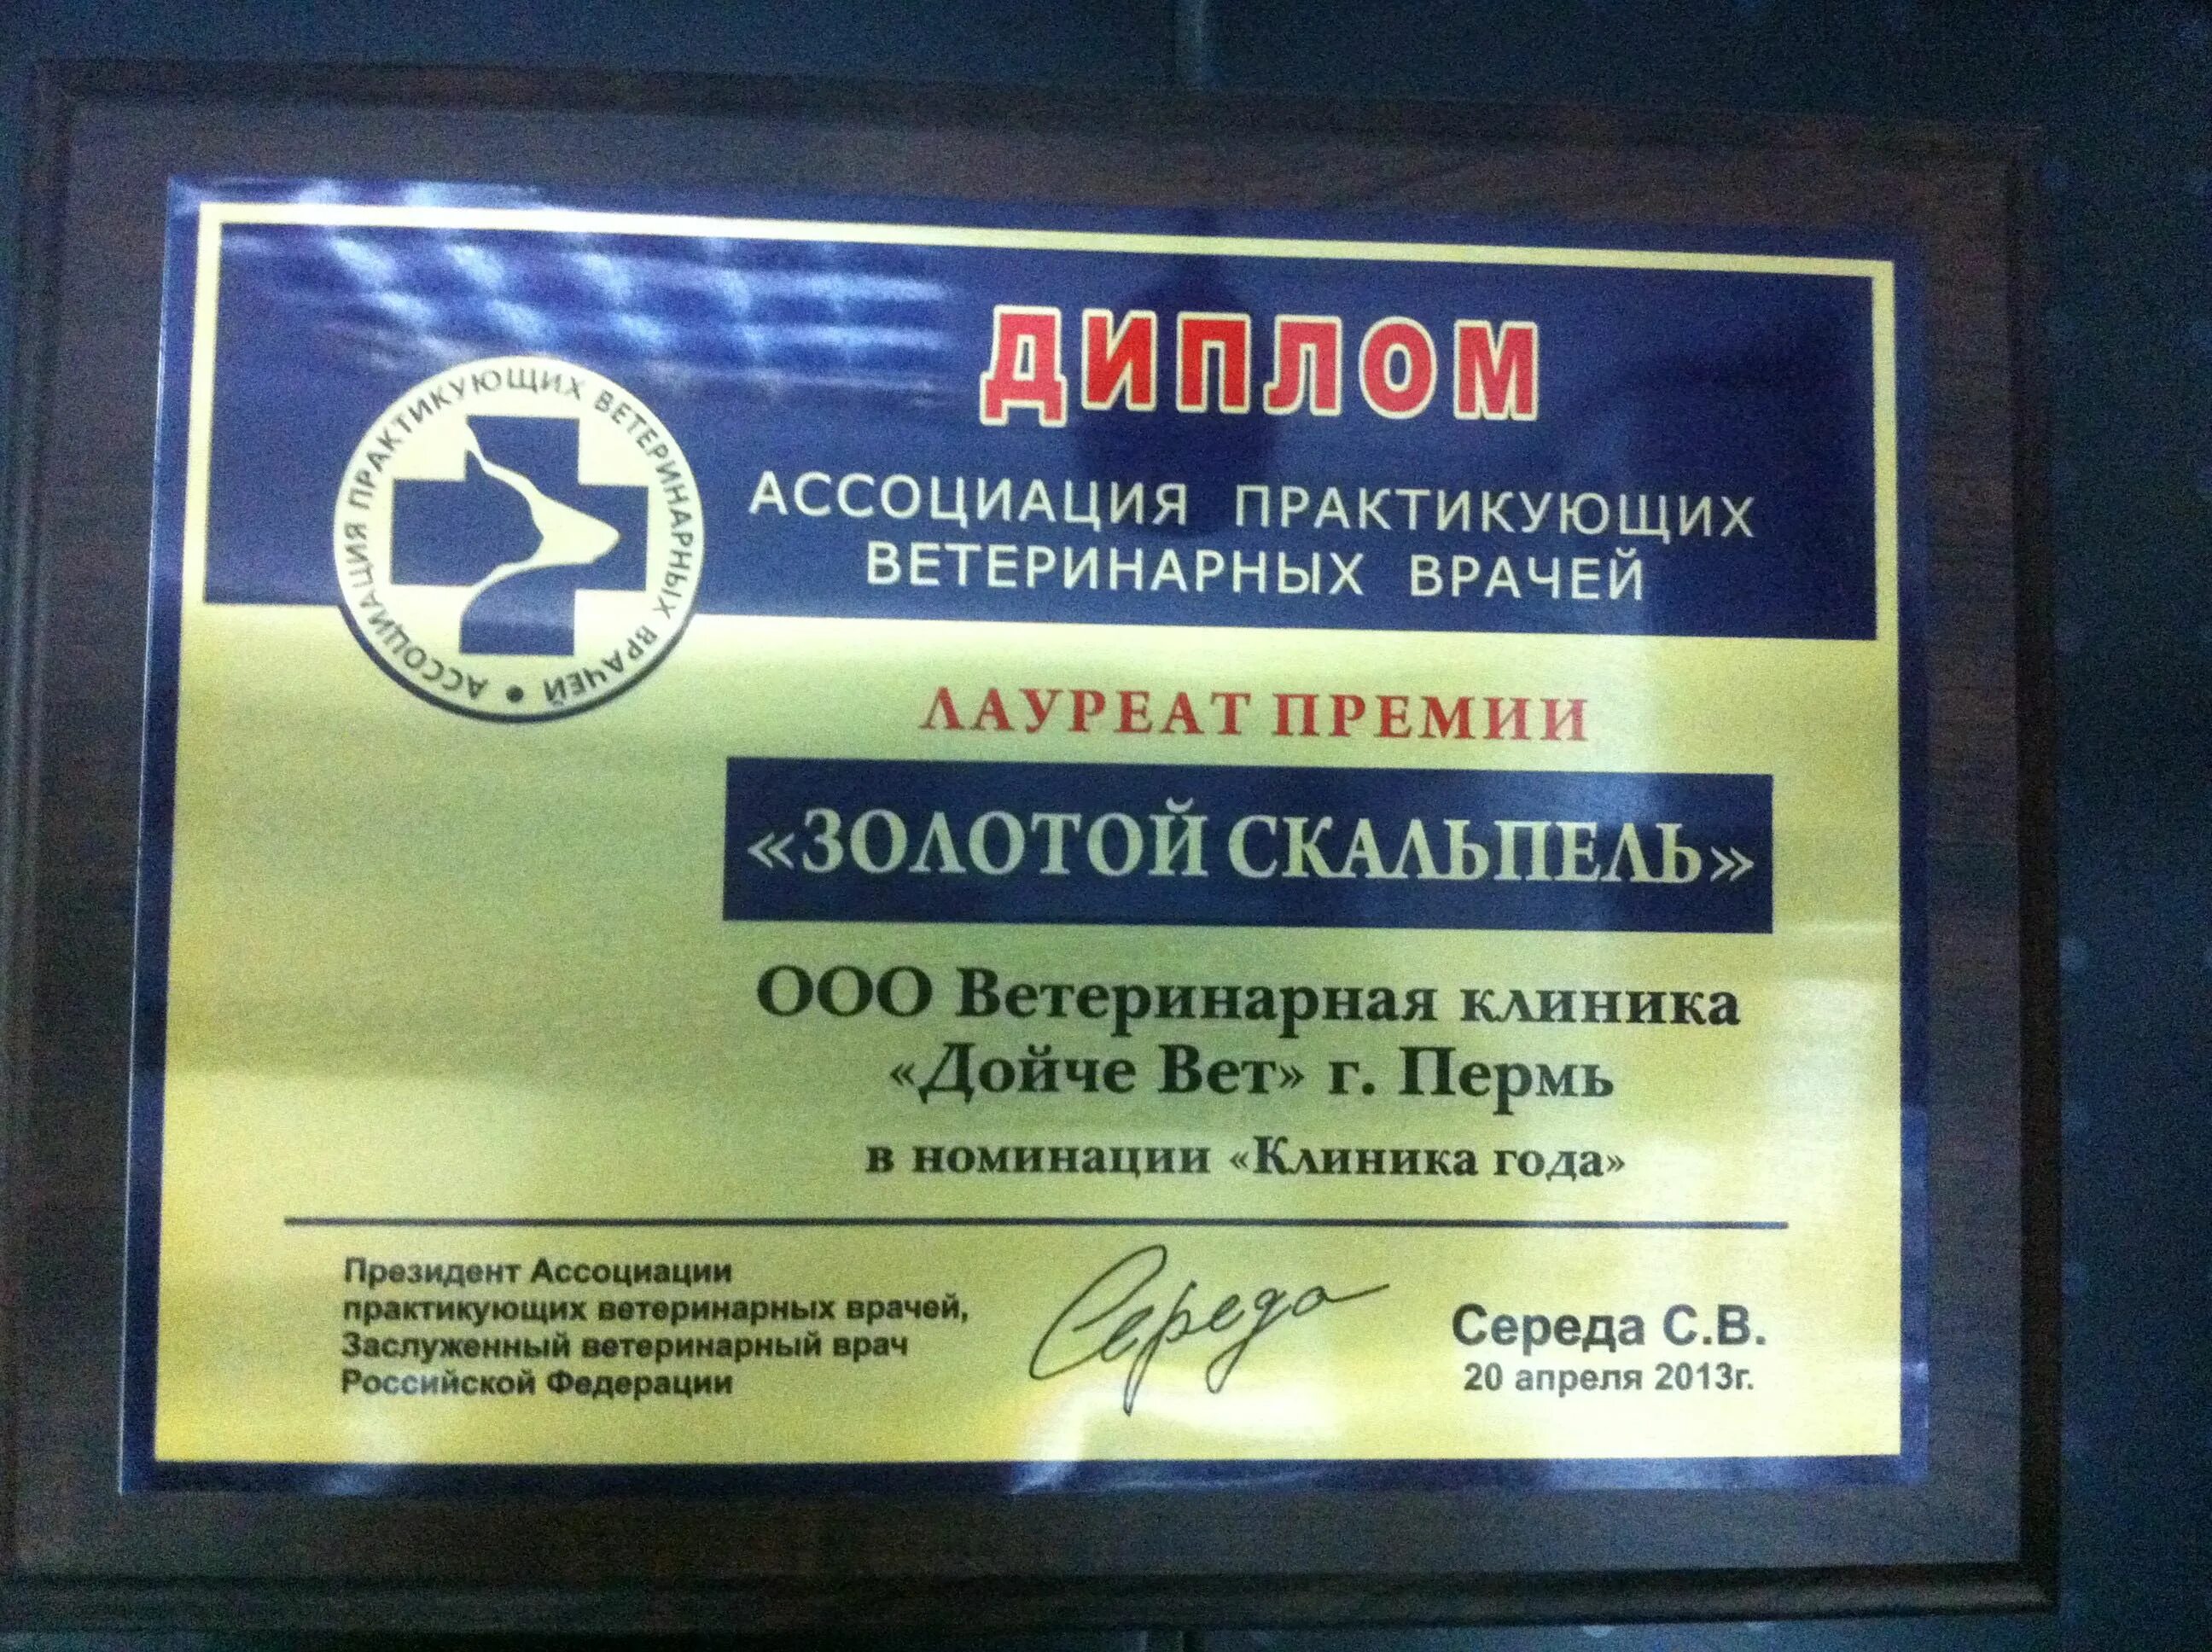 ДИПЛОМ
АССОЦИАЦИЯ ПРАКТИКУЮЩИХ
ВЕТЕРИНАРНЫХ ВРАЧЕЙ
АССОЦИАЦИЯ ПРАКТИКУЮЩИХ ВЕТЕРИНАРНЫХ ВРАЧЕЙ •
ЛАУРЕАТ ПРЕМИИ
«ЗОЛОТОЙ СКАЛЬПЕЛЬ»
ООО Ветеринарная клиника
«Дойче Вет» г. Пермь
в номинации «Клиника года»
Президент Ассоциации
практикующих ветеринарных врачей,
Заслуженный ветеринарный врач
Российской Федерации
Середа
Середа С.В.
20 апреля 2013г.